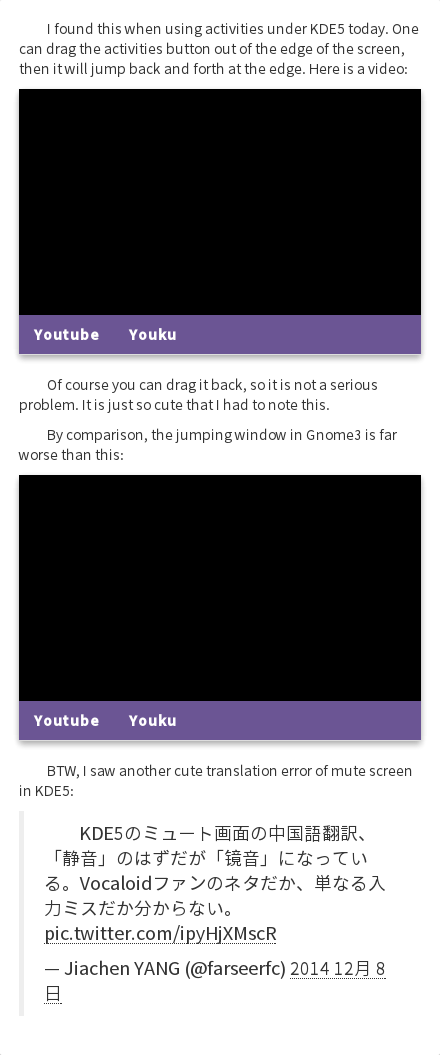 I found this when using activities under KDE5 today. One
can drag the activities button out of the edge of the screen,
then it will jump back and forth at the edge. Here is a video:
Youtube Youku
Of course you can drag it back, so it is not a serious
problem. It is just so cute that I had to note this.
By comparison, the jumping window in Gnome3 is far
worse than this:
Youtube Youku
BTW, I saw another cute translation error of mute screen
in KDE5:
KDE5のミュート画面の中国語翻訳、
「静音」のはずだが「镜音」になってい
る。Vocaloidファンのネタだか、単なる入
力ミスだか分からない。
pic.twitter.com/ipyHjXMscR
— Jiachen YANG (@farseerfc) 2014 12月 8
日